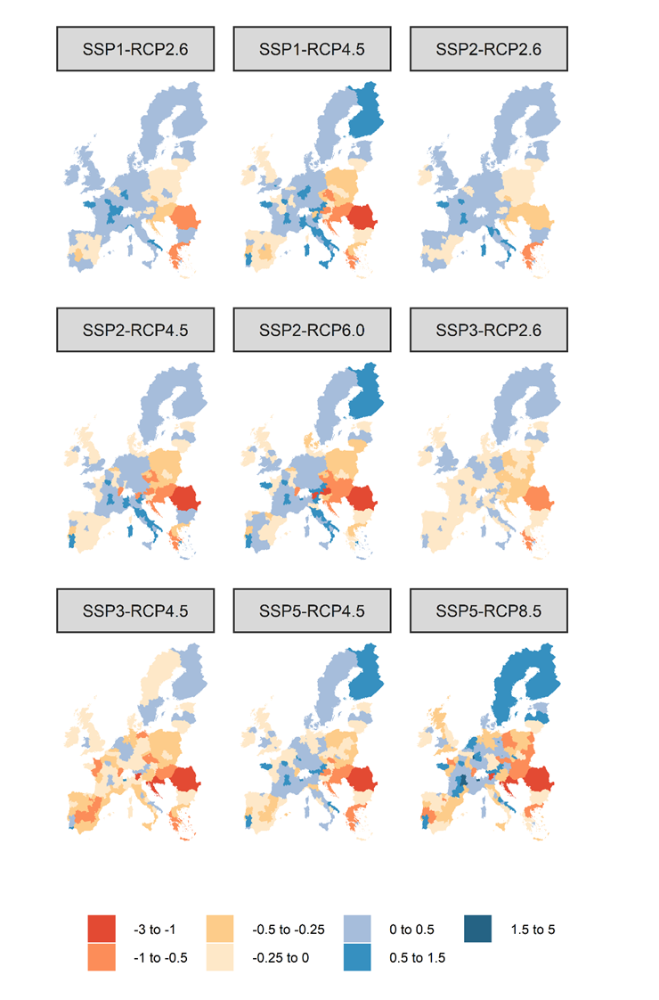 SSP1-RCP2.6
SSP1-RCP4.5
SSP2-RCP2.6
SSP2-RCP4.5
SSP2-RCP6.0
SSP3-RCP2.6
SSP3-RCP4.5
SSP5-RCP4.5
SSP5-RCP8.5
-3 to -1
-0.5 to -0.25
0 to 0.5
1.5 to 5
-1 to -0.5
-0.25 to 0
0.5 to 1.5